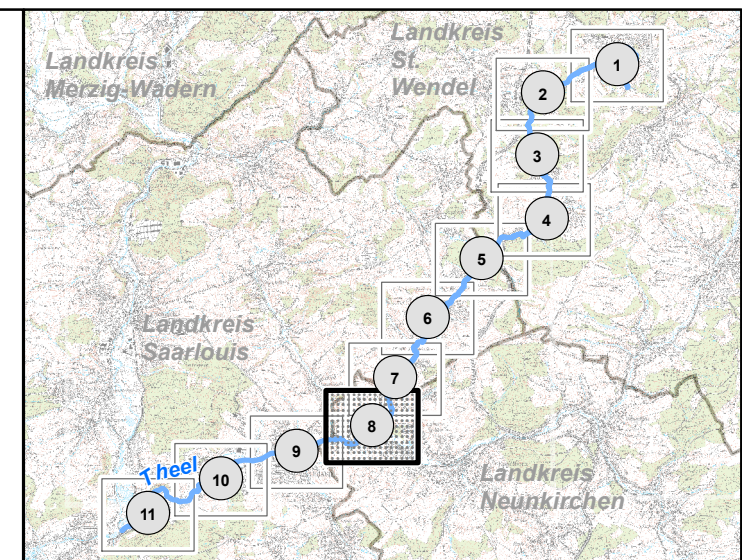 Landkreis
Merzig-Wadern
Landkreis
St.
Wendel
1
2
3
4
5
6
Landkreis
Saarlouis
7
8
9
Theel
10
11
Landkreis
Neunkirchen